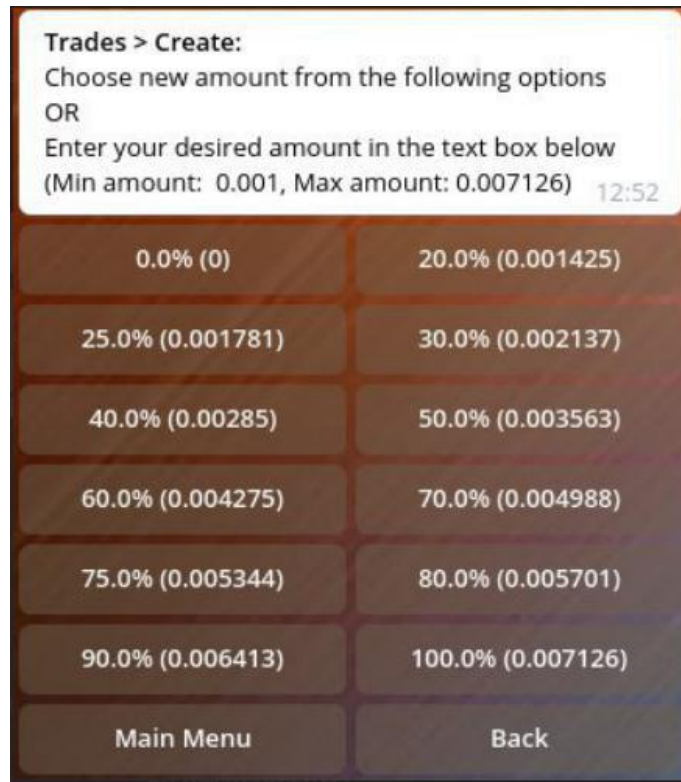 Trades > Create:
Choose new amount from the following options
OR
Enter your desired amount in the text box below
(Min amount:  0.001, Max amount: 0.007126)
12:52
0.0% (0)
20.0% (0.001425)
25.0% (0.001781)
30.0% (0.002137)
40.0% (0.00285)
50.0% (0.003563)
60.0% (0.004275)
70.0% (0.004988)
75.0% (0.005344)
80.0% (0.005701)
90.0% (0.006413)
100.0% (0.007126)
Main Menu
Back